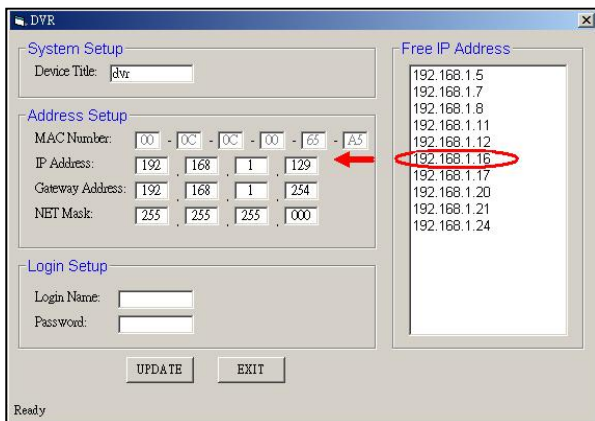 DVR
System Setup
Device Title: dvr
Address Setup
MAC Number: 00 - 0C - 0C - 00 - 65 - A5
IP Address: 192 . 168 . 1 . 129
Gateway Address: 192 . 168 . 1 . 254
NET Mask: 255 . 255 . 255 . 000
Login Setup
Login Name:
Password:
UPDATE EXIT
Ready
Free IP Address
192.168.1.5
192.168.1.7
192.168.1.8
192.168.1.11
192.168.1.12
192.168.1.16
192.168.1.17
192.168.1.20
192.168.1.21
192.168.1.24